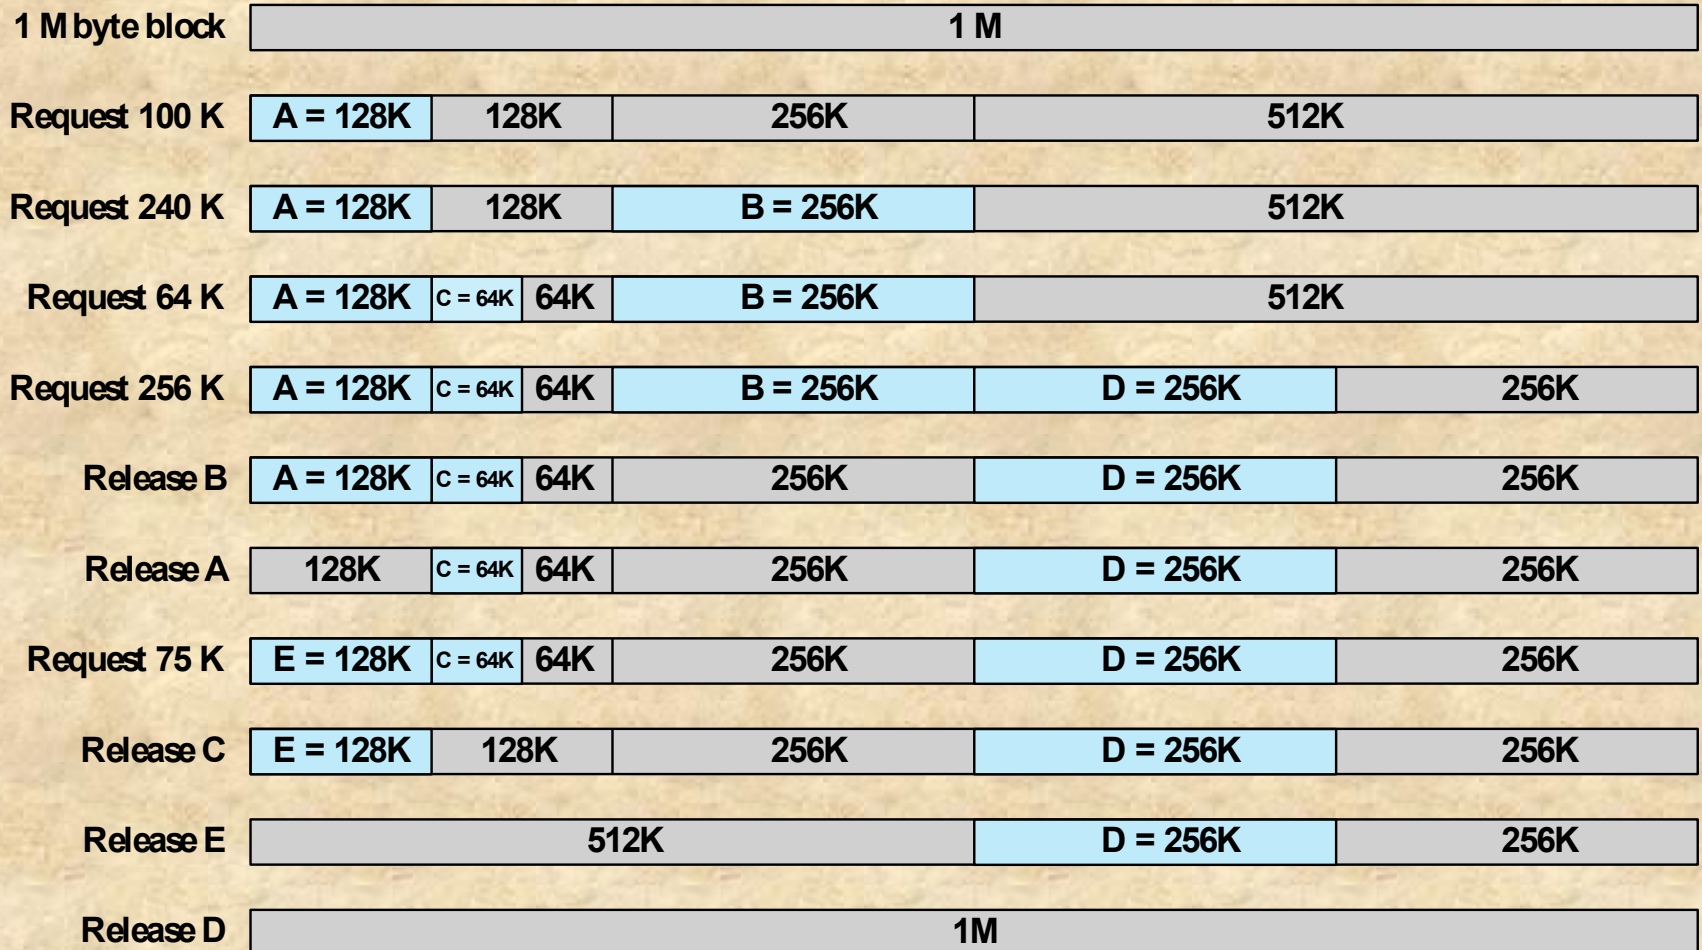 1 M byte block 1 M
Request 100 K A = 128K 128K 256K 512K
Request 240 K A = 128K 128K B = 256K 512K
Request 64 K A = 128K C = 64K 64K B = 256K 512K
Request 256 K A = 128K C = 64K 64K B = 256K D = 256K 256K
Release B A = 128K C = 64K 64K 256K D = 256K 256K
Release A 128K C = 64K 64K 256K D = 256K 256K
Request 75 K E = 128K C = 64K 64K 256K D = 256K 256K
Release C E = 128K 128K 256K D = 256K 256K
Release E 512K D = 256K 256K
Release D 1M